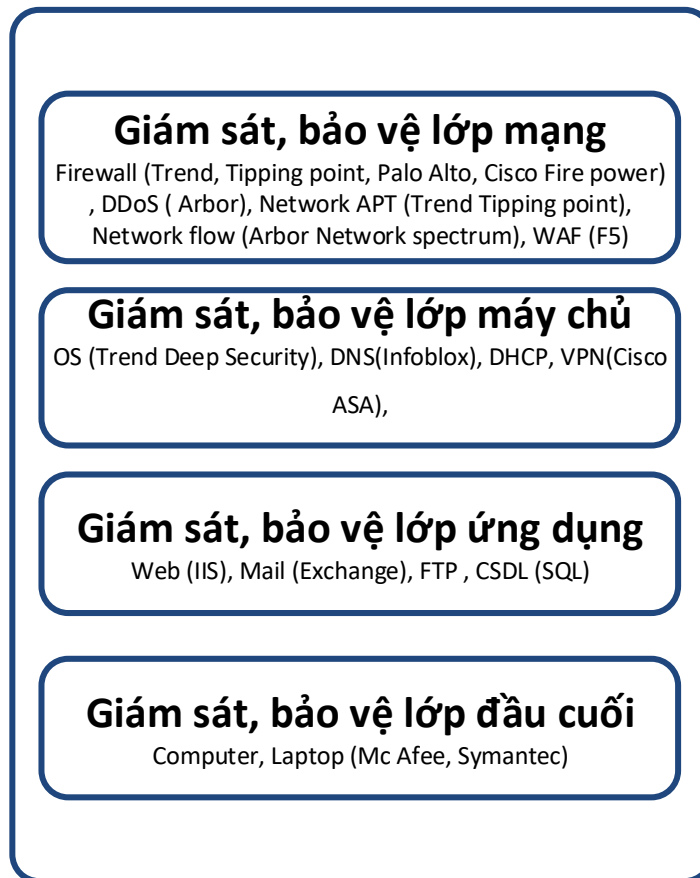 Giám sát, bảo vệ lớp mạng
Firewall (Trend, Tipping point, Palo Alto, Cisco Fire power)
, DDoS ( Arbor), Network APT (Trend Tipping point),
Network flow (Arbor Network spectrum), WAF (F5)
Giám sát, bảo vệ lớp máy chủ
OS (Trend Deep Security), DNS(Infoblox), DHCP, VPN(Cisco
ASA),
Giám sát, bảo vệ lớp ứng dụng
Web (IIS), Mail (Exchange), FTP , CSDL (SQL)
Giám sát, bảo vệ lớp đầu cuối
Computer, Laptop (Mc Afee, Symantec)